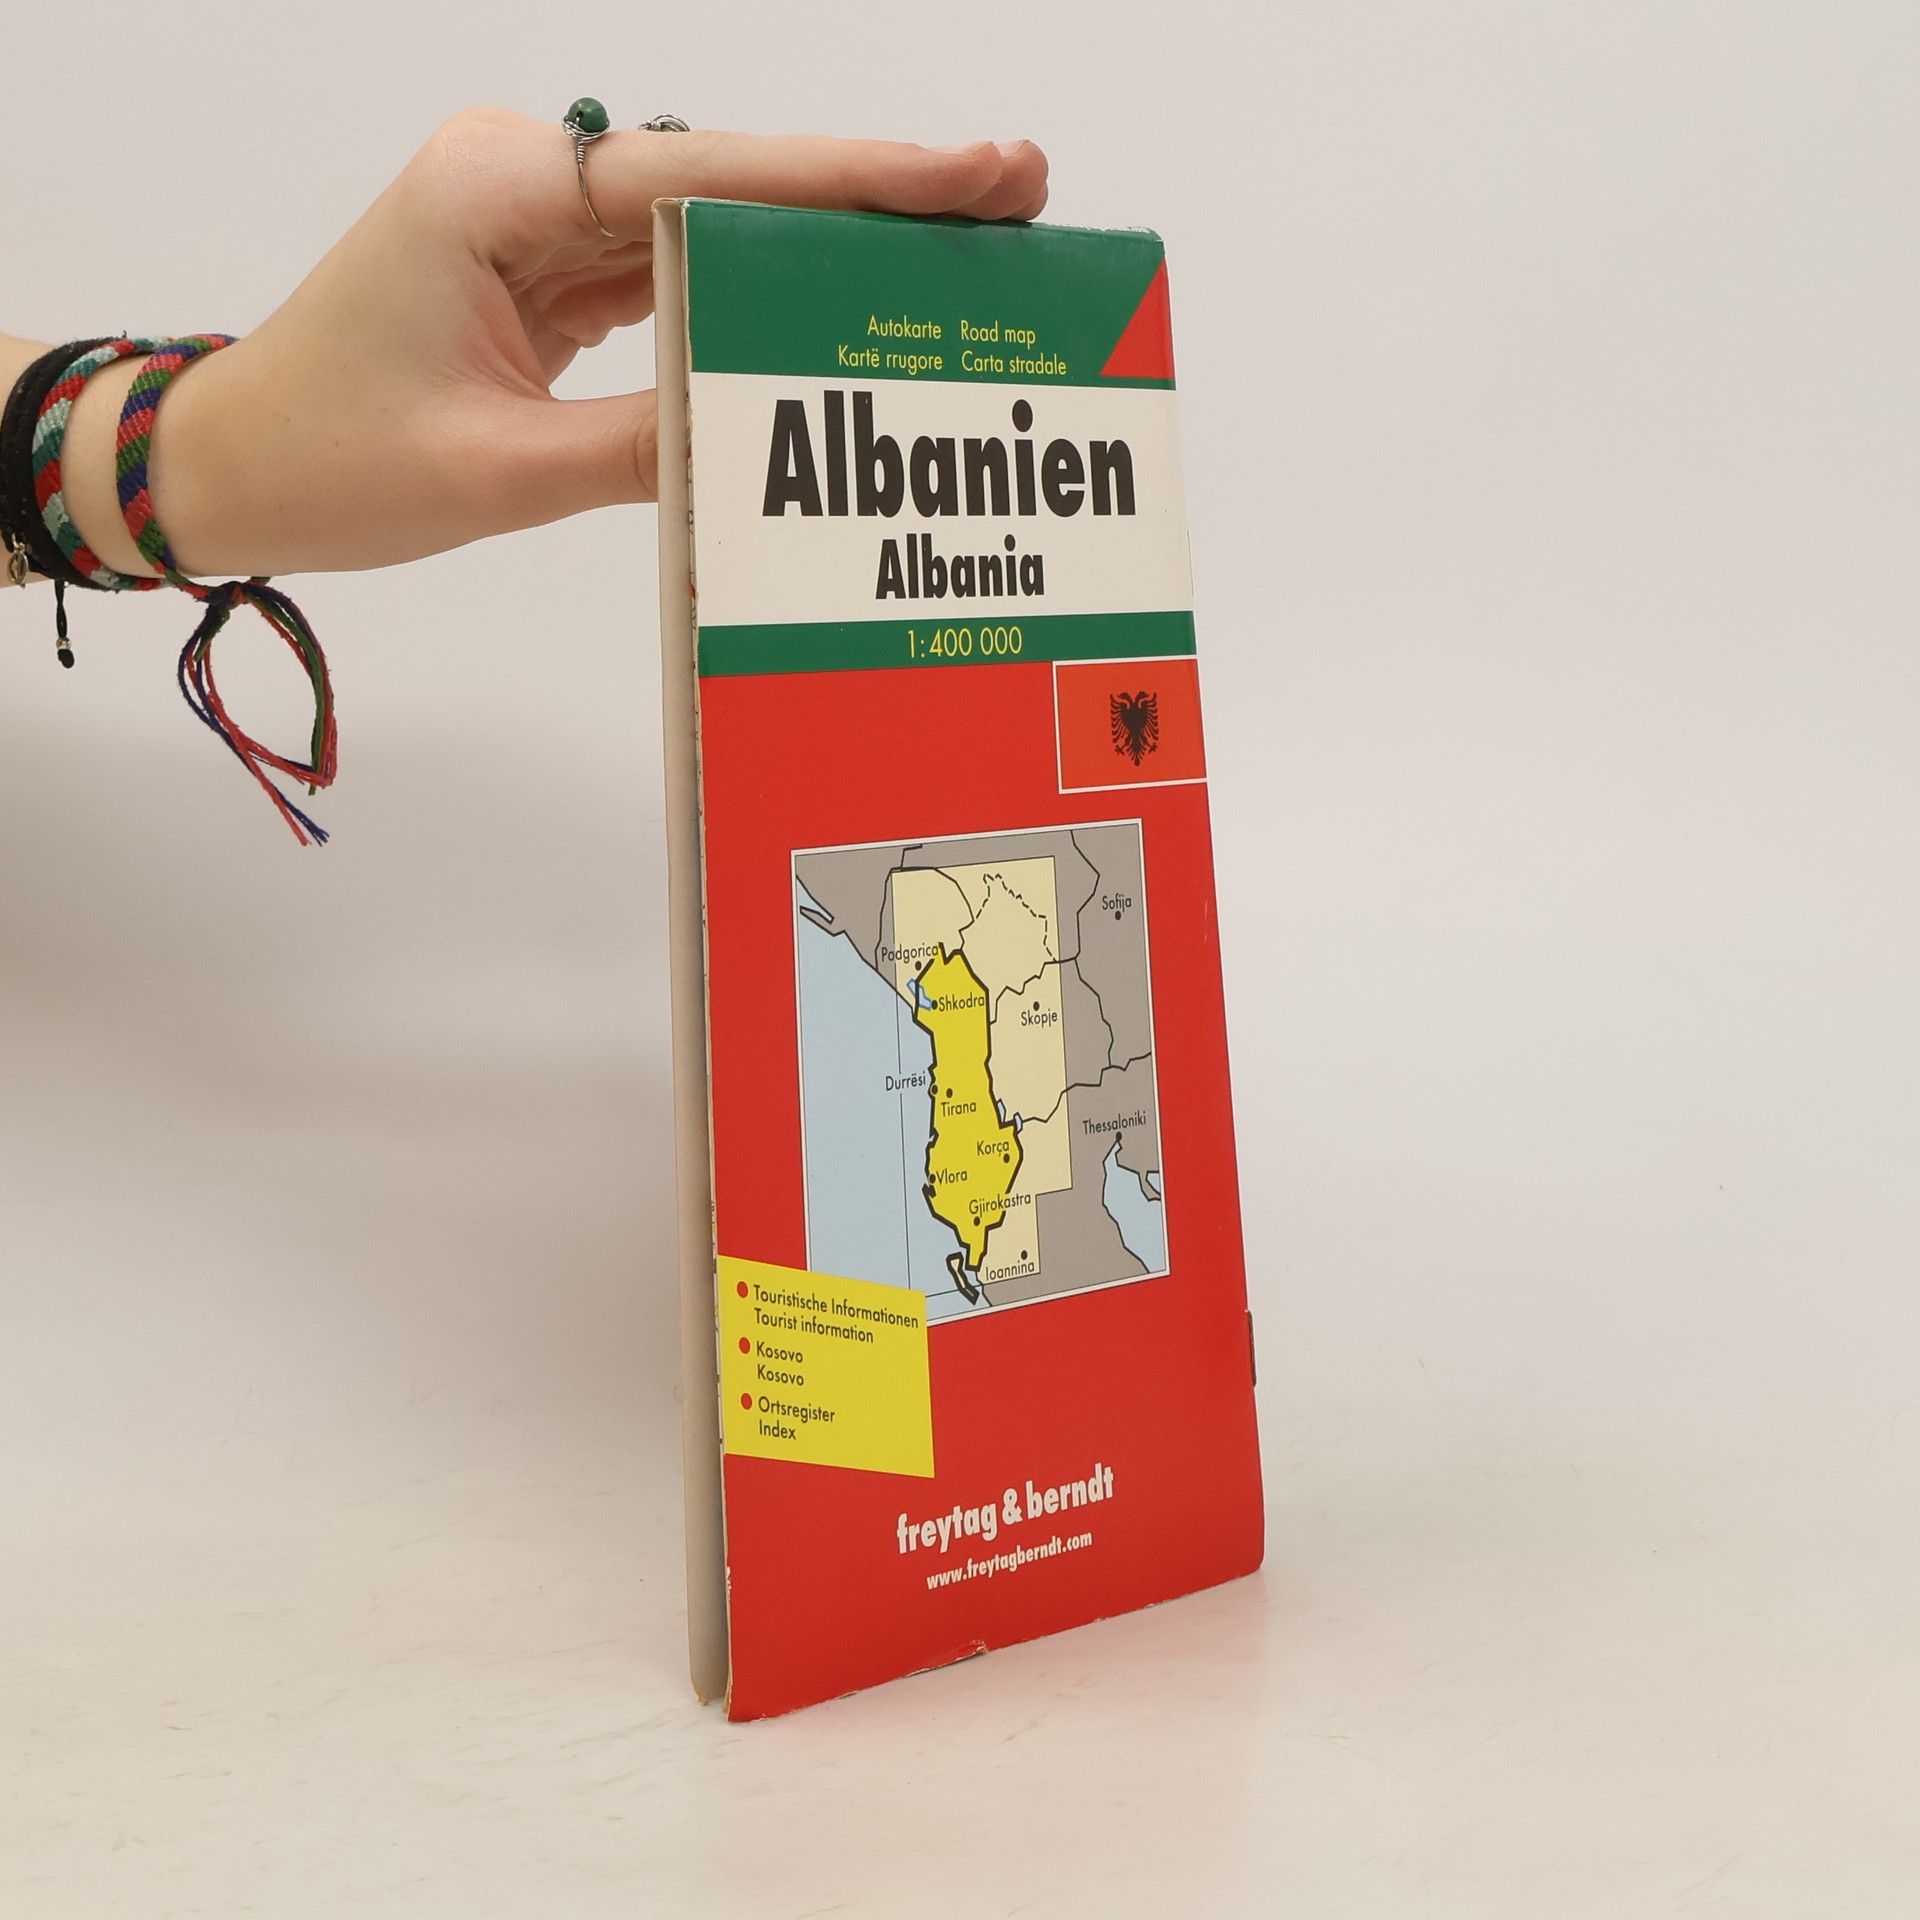 Autokarte Road map
Kartë rrugore Carta stradale
Albanien
Albania
1:400 000
Sofija
Podgorica
Shkodra
Skopje
Durrësi
Tirana
Thessaloniki
Korça
Vlora
Gjirokastra
Ioannina
Touristische Informationen
Tourist information
Kosovo
Kosovo
Ortsregister
Index
freytag & berndt
www.freytagberndt.com